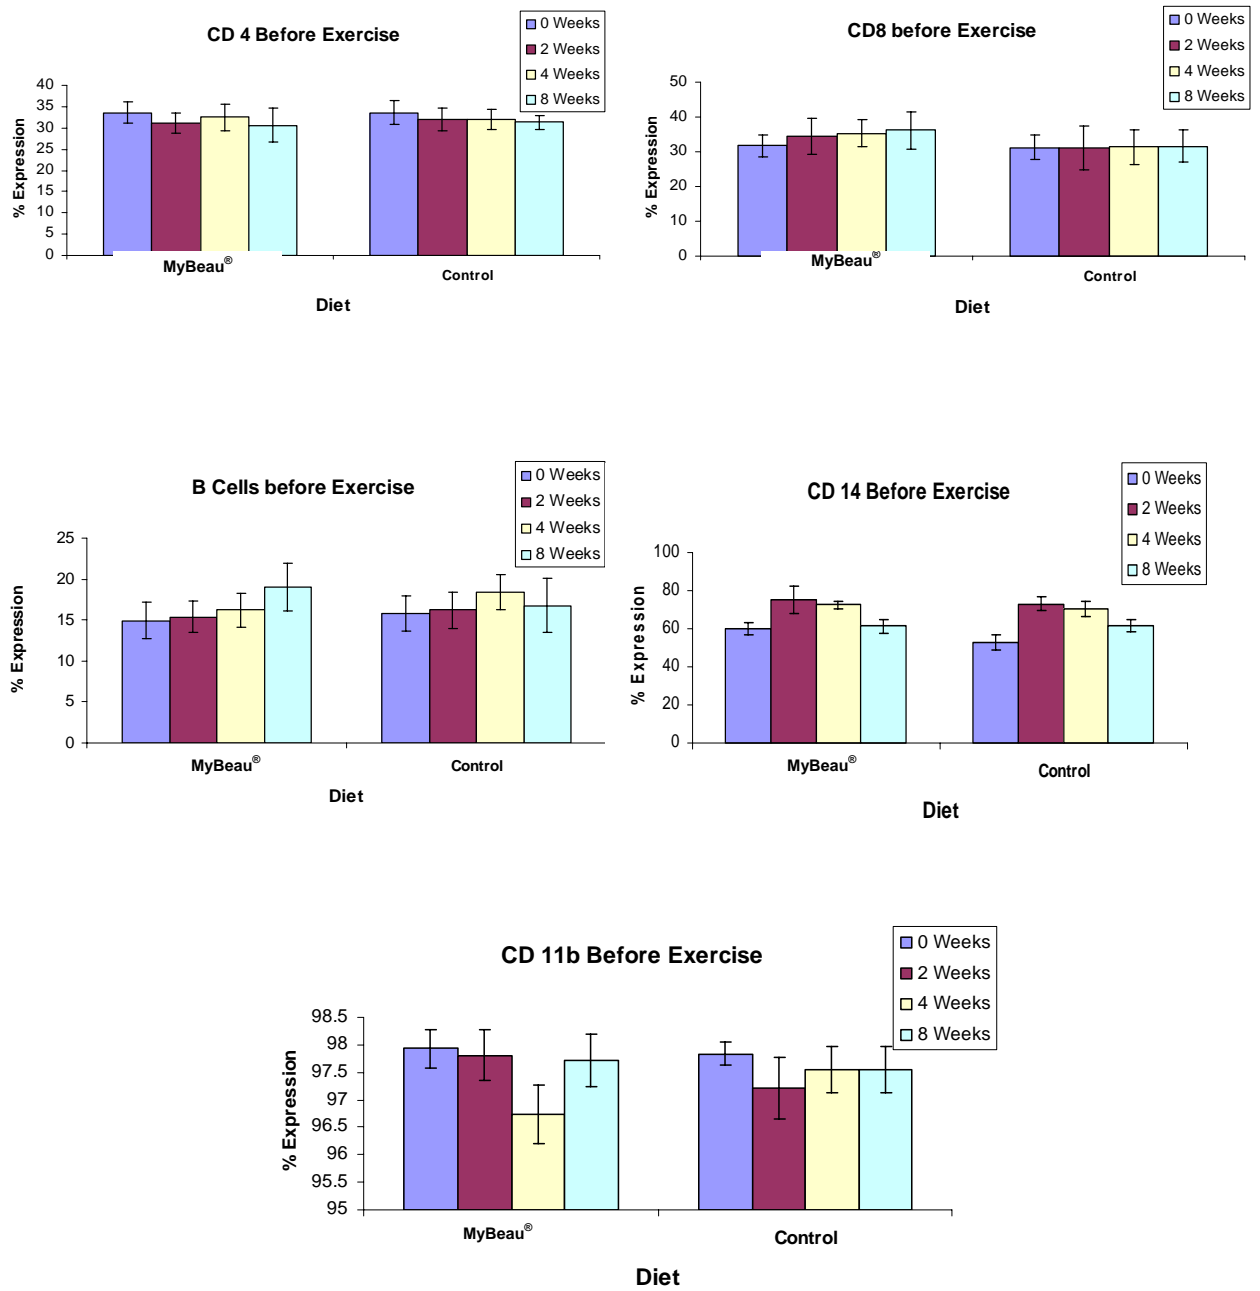 CD 4 Before Exercise
0 Weeks
2 Weeks
4 Weeks
8 Weeks
% Expression
40
35
30
25
20
15
10
5
0
MyBeau®
Control
Diet
CD8 before Exercise
0 Weeks
2 Weeks
4 Weeks
8 Weeks
% Expression
50
40
30
20
10
0
MyBeau®
Control
Diet
B Cells before Exercise
0 Weeks
2 Weeks
4 Weeks
8 Weeks
% Expression
25
20
15
10
5
0
MyBeau®
Control
Diet
CD 14 Before Exercise
0 Weeks
2 Weeks
4 Weeks
8 Weeks
% Expression
100
80
60
40
20
0
MyBeau®
Control
Diet
CD 11b Before Exercise
0 Weeks
2 Weeks
4 Weeks
8 Weeks
% Expression
98.5
98
97.5
97
96.5
96
95.5
95
MyBeau®
Control
Diet